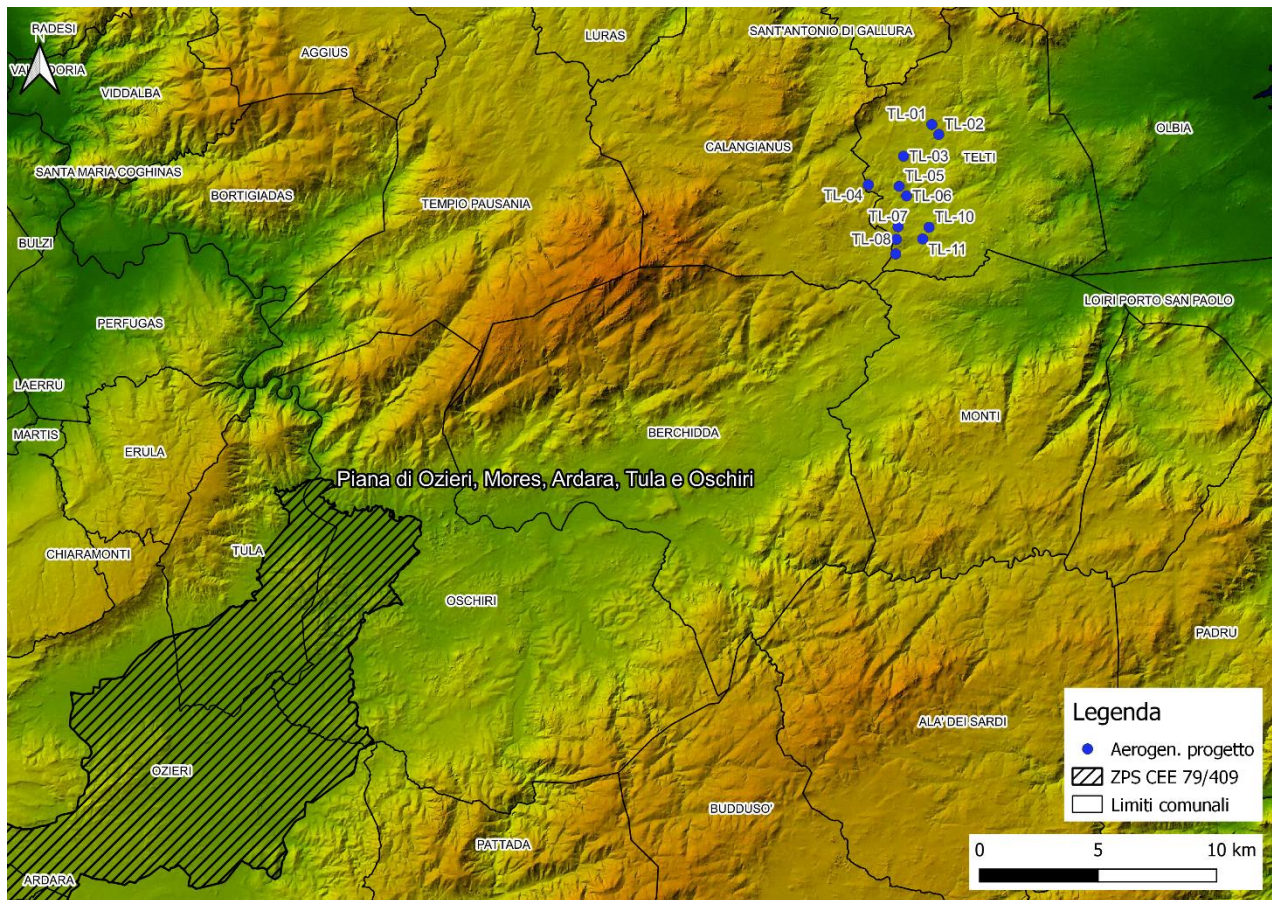 BADESI
N
LURAS
SANT'ANTONIO DI GALLURA
AGGIUS
VIDDALBA
TL-01
TL-02
OLBIA
CALANGIANUS
TL-03
TELTI
SANTA MARIA COGHINAS
TL-05
BORTIGIADAS
TL-04
TL-06
TEMPIO PAUSANIA
TL-07
TL-10
BULZI
TL-08
TL-11
LOIRI PORTO SAN PAOLO
PERFUGAS
LAERRU
MONTI
MARTIS
BERCHIDDA
ERULA
Piana di Ozieri, Mores, Ardara, Tula e Oschiri
CHIARAMONTI
TULA
OSCHIRI
PADRU
Legenda
ALA' DEI SARDI
Aerogen. progetto
OZIERI
ZPS CEE 79/409
Limiti comunali
BUDDUSO'
PATTADA
0 5 10 km
ARDARA